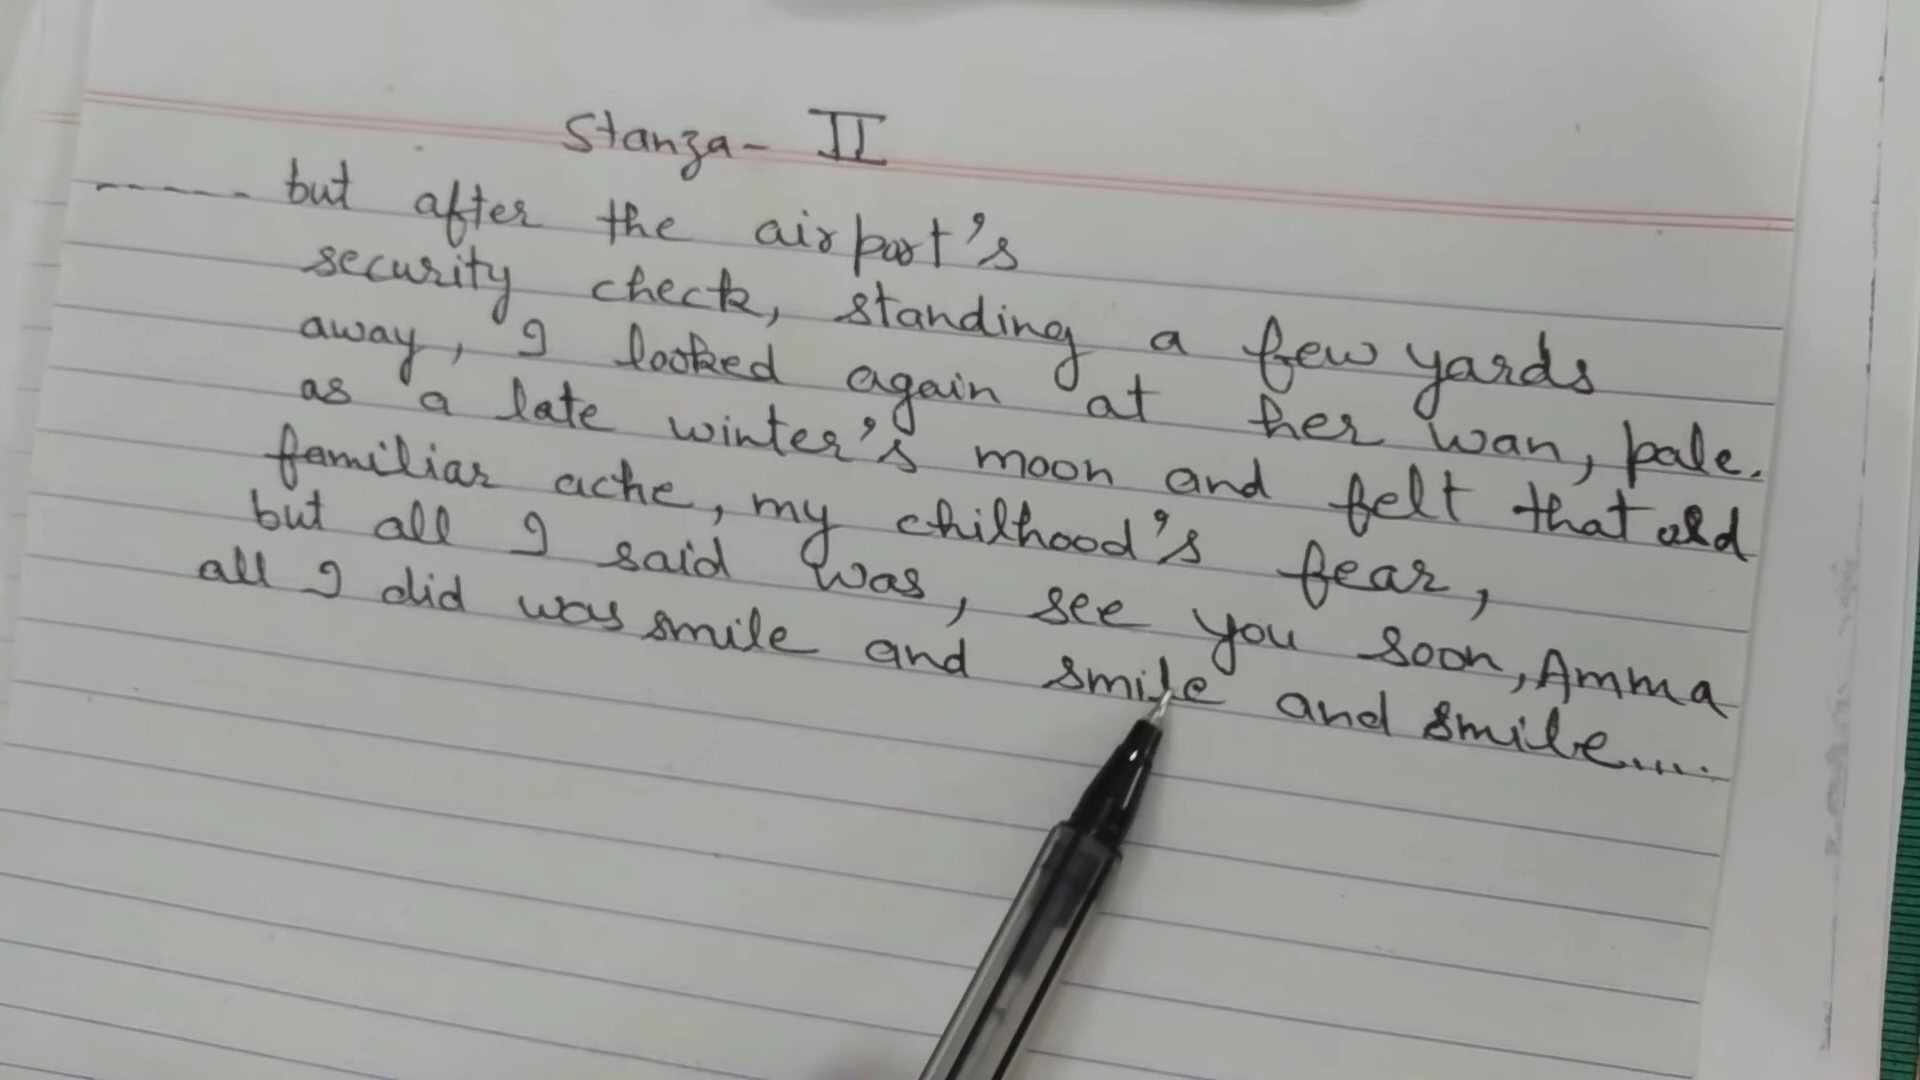 Stanza- II
------ but after the airport's
security check, standing a few yards
away, I looked again at her wan, pale.
as a late winter's moon and felt that old
familiar ache, my chilhood's fear,
but all I said was, see you soon, Amma
all I did was smile and smile and smile.....